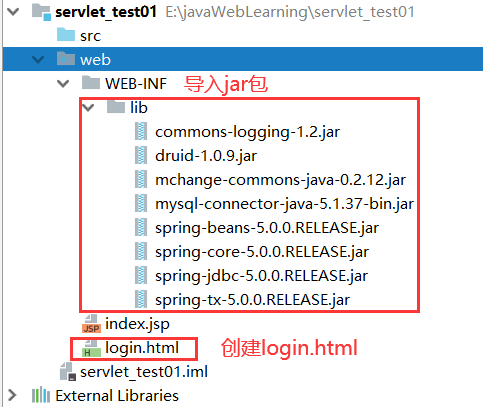 servlet_test01 E:\javaWebLearning\servlet_test01
src
web
WEB-INF 导入jar包
lib
commons-logging-1.2.jar
druid-1.0.9.jar
mchange-commons-java-0.2.12.jar
mysql-connector-java-5.1.37-bin.jar
spring-beans-5.0.0.RELEASE.jar
spring-core-5.0.0.RELEASE.jar
spring-jdbc-5.0.0.RELEASE.jar
spring-tx-5.0.0.RELEASE.jar
JSP index.jsp
H login.html 创建login.html
servlet_test01.iml
External Libraries